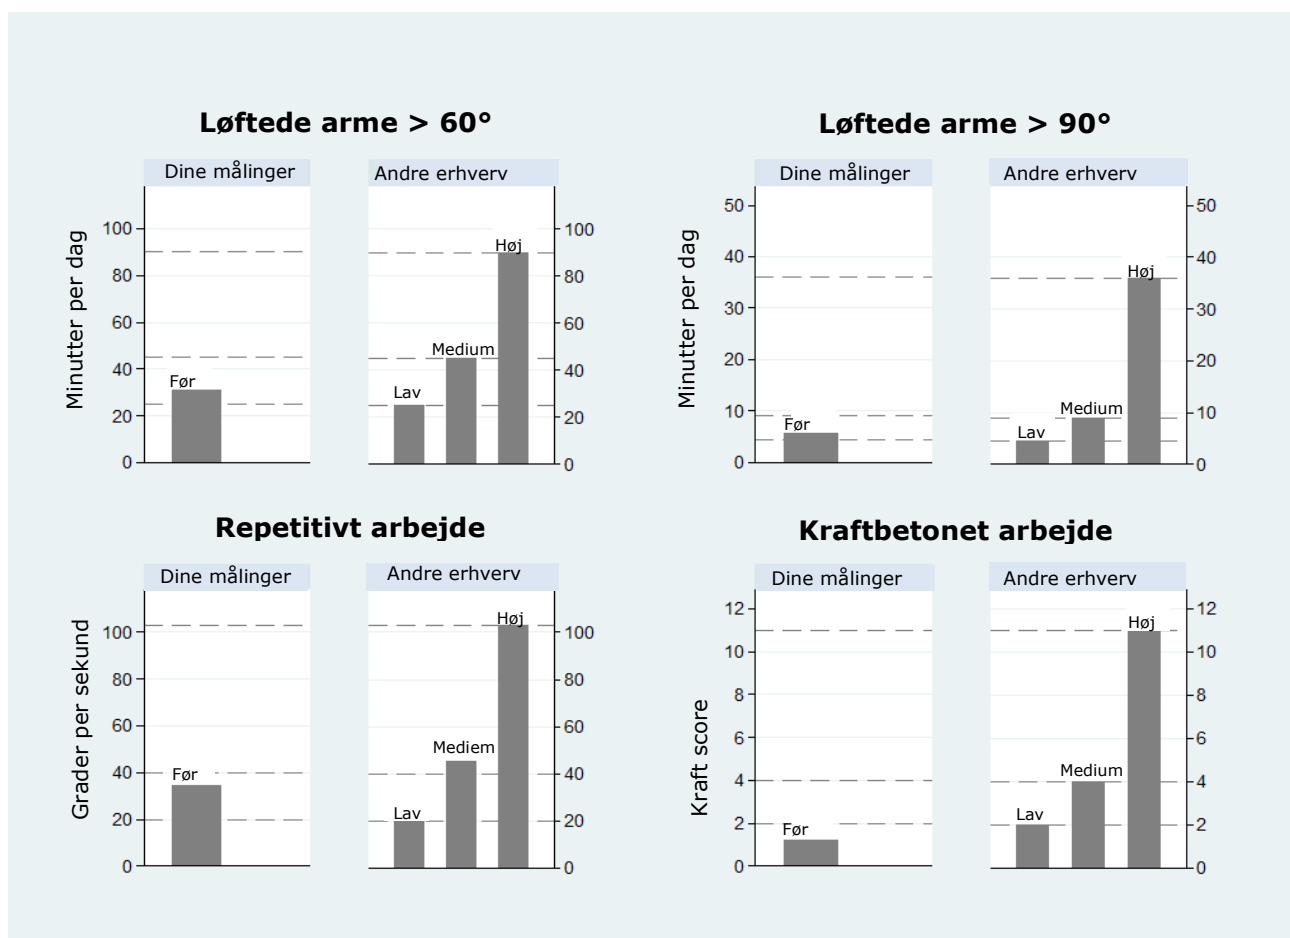 Løftede arme > 60°
Dine målinger
Andre erhverv
Minutter per dag
100
80
60
40
20
0
Før
Lav
Medium
Høj
100
80
60
40
20
0
Løftede arme > 90°
Dine målinger
Andre erhverv
Minutter per dag
50
40
30
20
10
0
Før
Lav
Medium
Høj
50
40
30
20
10
0
Repetitivt arbejde
Dine målinger
Andre erhverv
Grader per sekund
100
80
60
40
20
0
Før
Lav
Mediem
Høj
100
80
60
40
20
0
Kraftbetonet arbejde
Dine målinger
Andre erhverv
Kraft score
12
10
8
6
4
2
0
Før
Lav
Medium
Høj
12
10
8
6
4
2
0